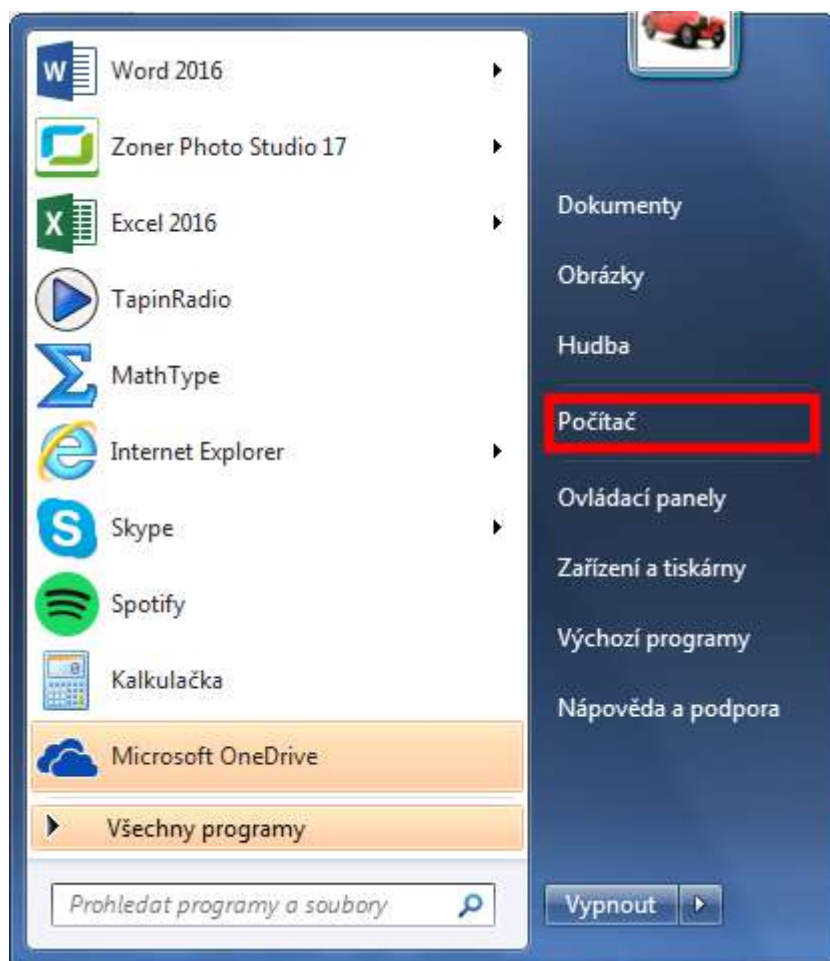 Word 2016
Zoner Photo Studio 17
Excel 2016
TapinRadio
MathType
Internet Explorer
Skype
Spotify
Kalkulačka
Microsoft OneDrive
Všechny programy
Prohledat programy a soubory
Dokumenty
Obrázky
Hudba
Počítač
Ovládací panely
Zařízení a tiskárny
Výchozí programy
Nápověda a podpora
Vypnout